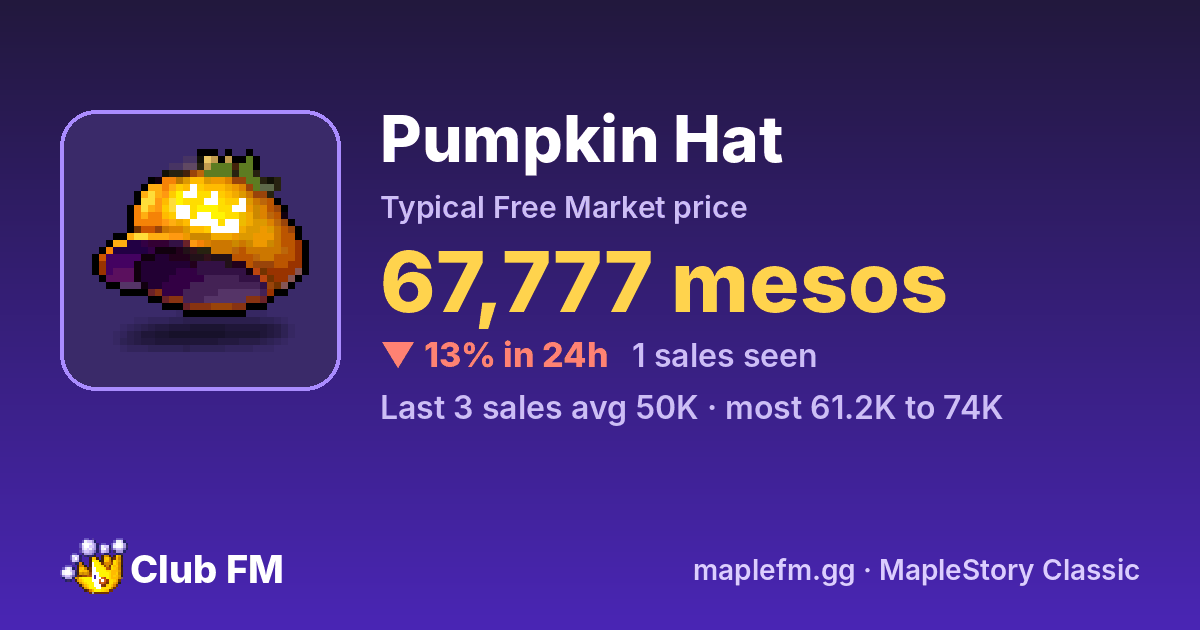 Pumpkin Hat
Typical Free Market price
67,777 mesos
▼ 13% in 24h 1 sales seen
Last 3 sales avg 50K · most 61.2K to 74K
Club FM
maplefm.gg · MapleStory Classic